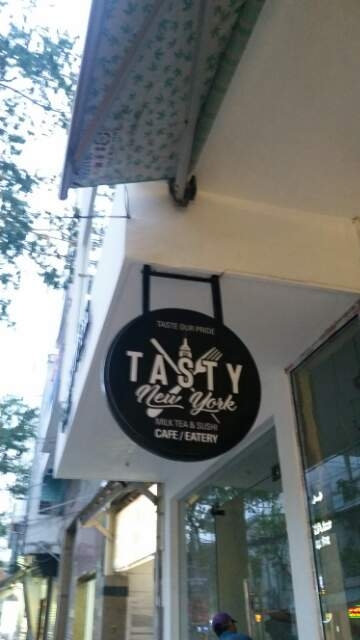 TASTE OUR PRIDE
TASTY
New York
MILK TEA & SUSHI
CAFE / EATERY